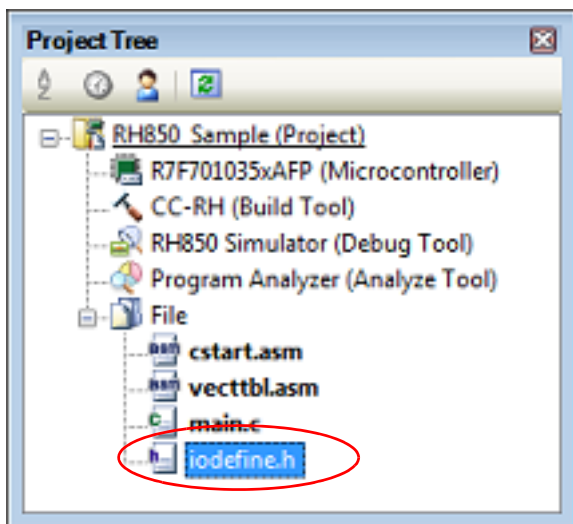 Project Tree
RH850_Sample (Project)
R7F701035xAFP (Microcontroller)
CC-RH (Build Tool)
RH850 Simulator (Debug Tool)
Program Analyzer (Analyze Tool)
File
cstart.asm
vecttbl.asm
main.c
iodefine.h